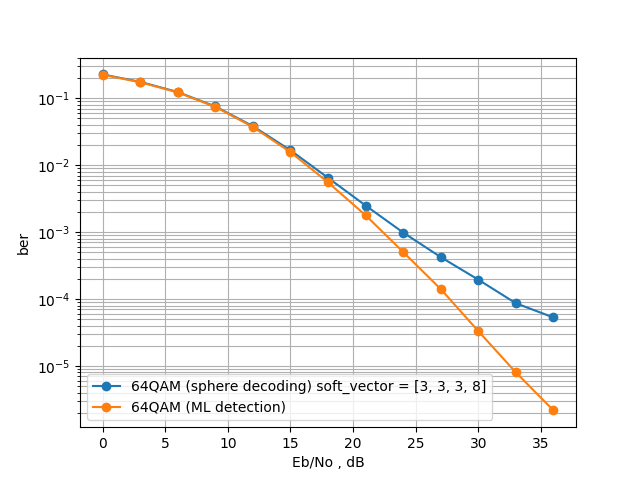 10⁻¹
10⁻²
10⁻³
10⁻⁴
10⁻⁵
ber
64QAM (sphere decoding) soft_vector = [3, 3, 3, 8]
64QAM (ML detection)
0 5 10 15 20 25 30 35
Eb/No , dB